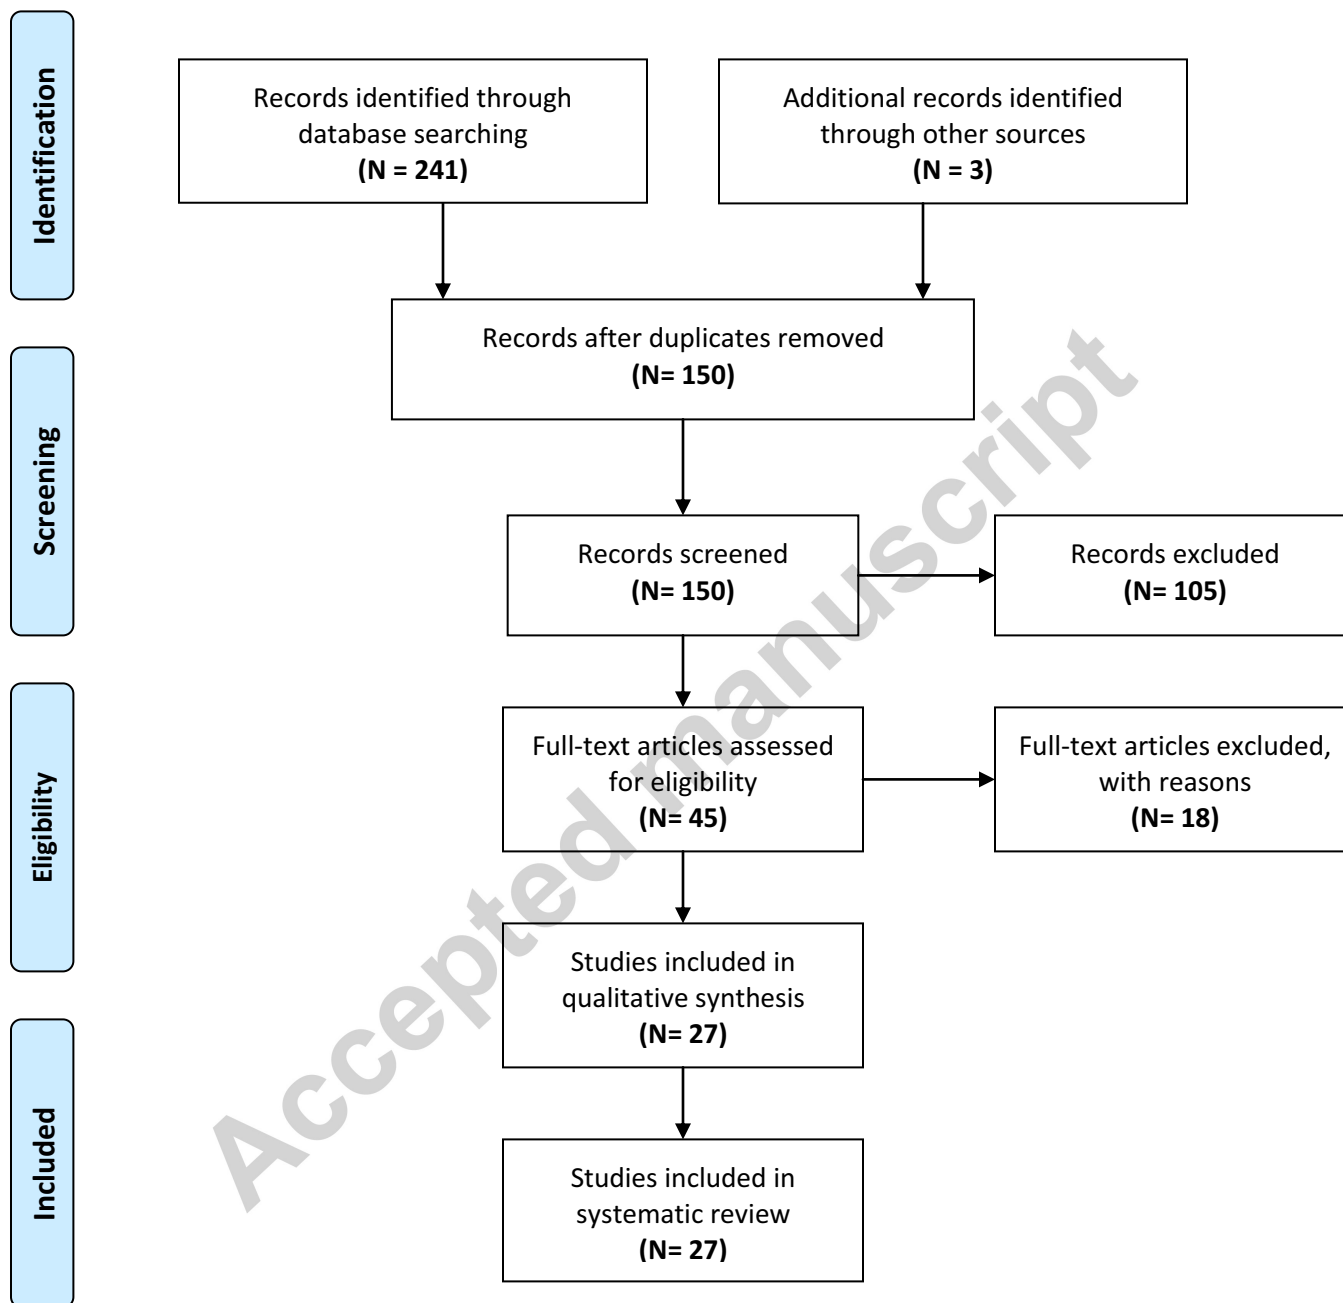 Identification
Records identified through
database searching
(N = 241)
Additional records identified
through other sources
(N = 3)
Records after duplicates removed
(N= 150)
Screening
Records screened
(N= 150)
Records excluded
(N= 105)
Eligibility
Full-text articles assessed
for eligibility
(N= 45)
Full-text articles excluded,
with reasons
(N= 18)
Studies included in
qualitative synthesis
(N= 27)
Included
Studies included in
systematic review
(N= 27)
Accepted manuscript